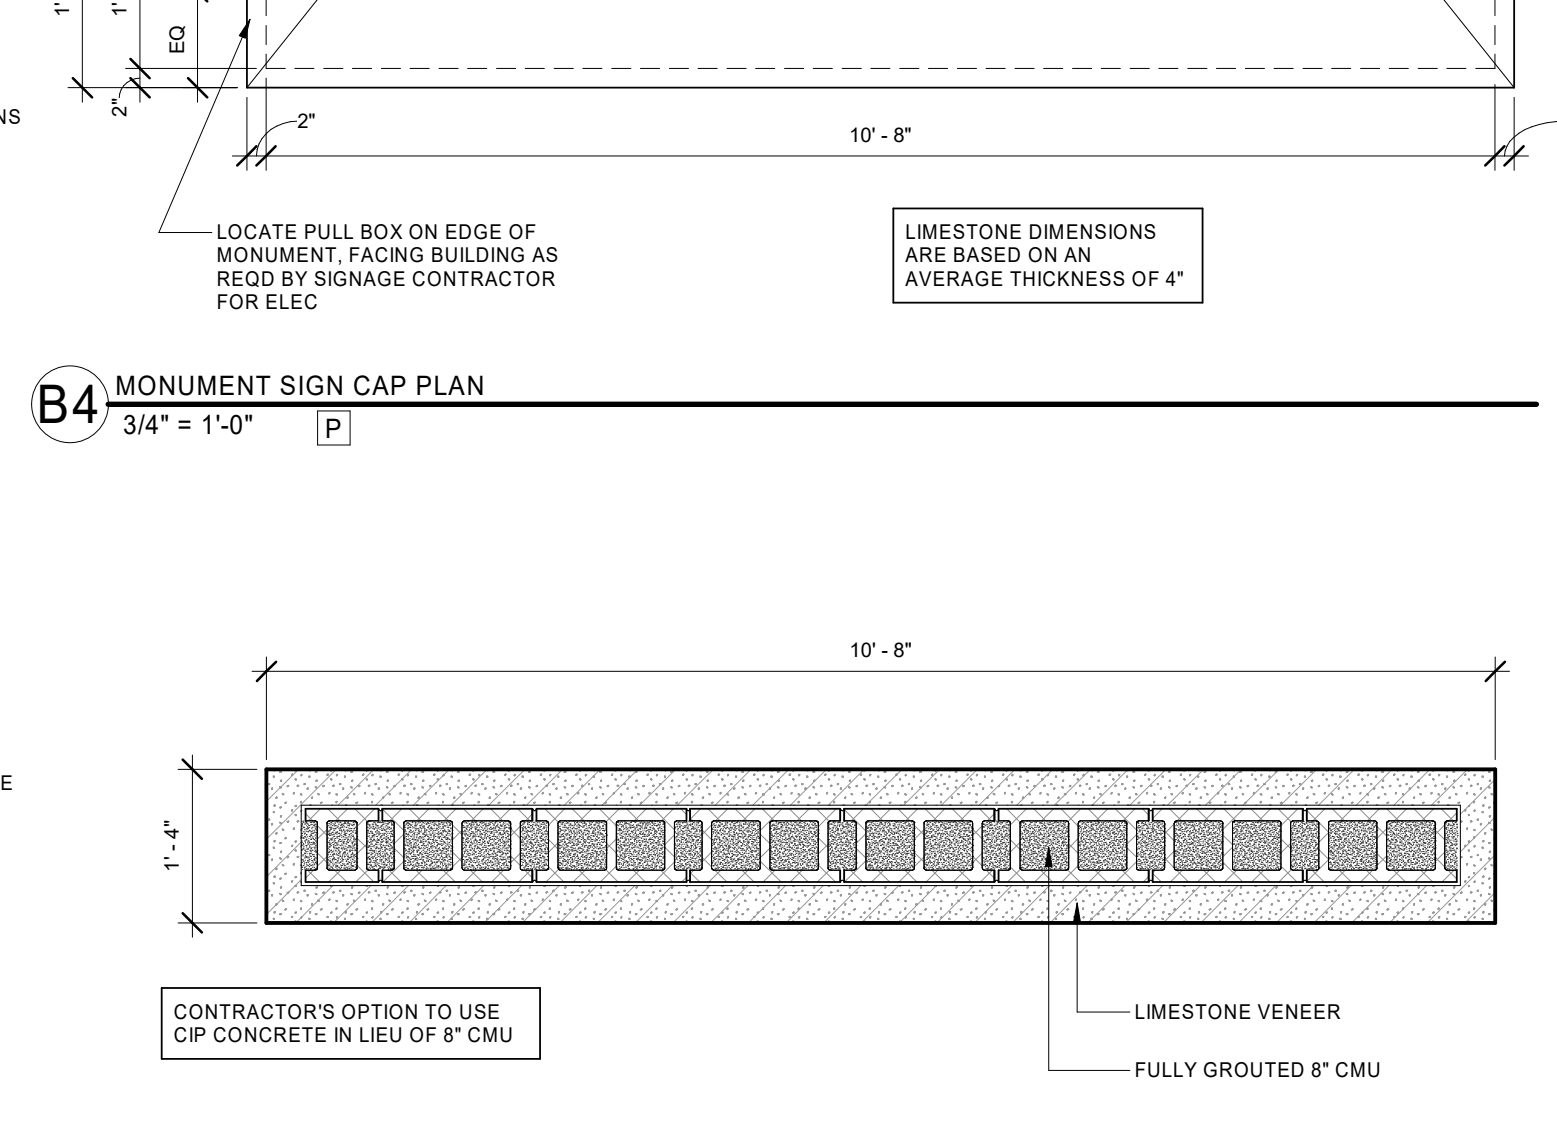 1'
1'
EQ
2"
NS
2"
10' - 8"
LOCATE PULL BOX ON EDGE OF
MONUMENT, FACING BUILDING AS
REQD BY SIGNAGE CONTRACTOR
FOR ELEC
LIMESTONE DIMENSIONS
ARE BASED ON AN
AVERAGE THICKNESS OF 4"
B4
MONUMENT SIGN CAP PLAN
3/4" = 1'-0"
P
10' - 8"
E
1' - 4"
CONTRACTOR'S OPTION TO USE
CIP CONCRETE IN LIEU OF 8" CMU
LIMESTONE VENEER
FULLY GROUTED 8" CMU